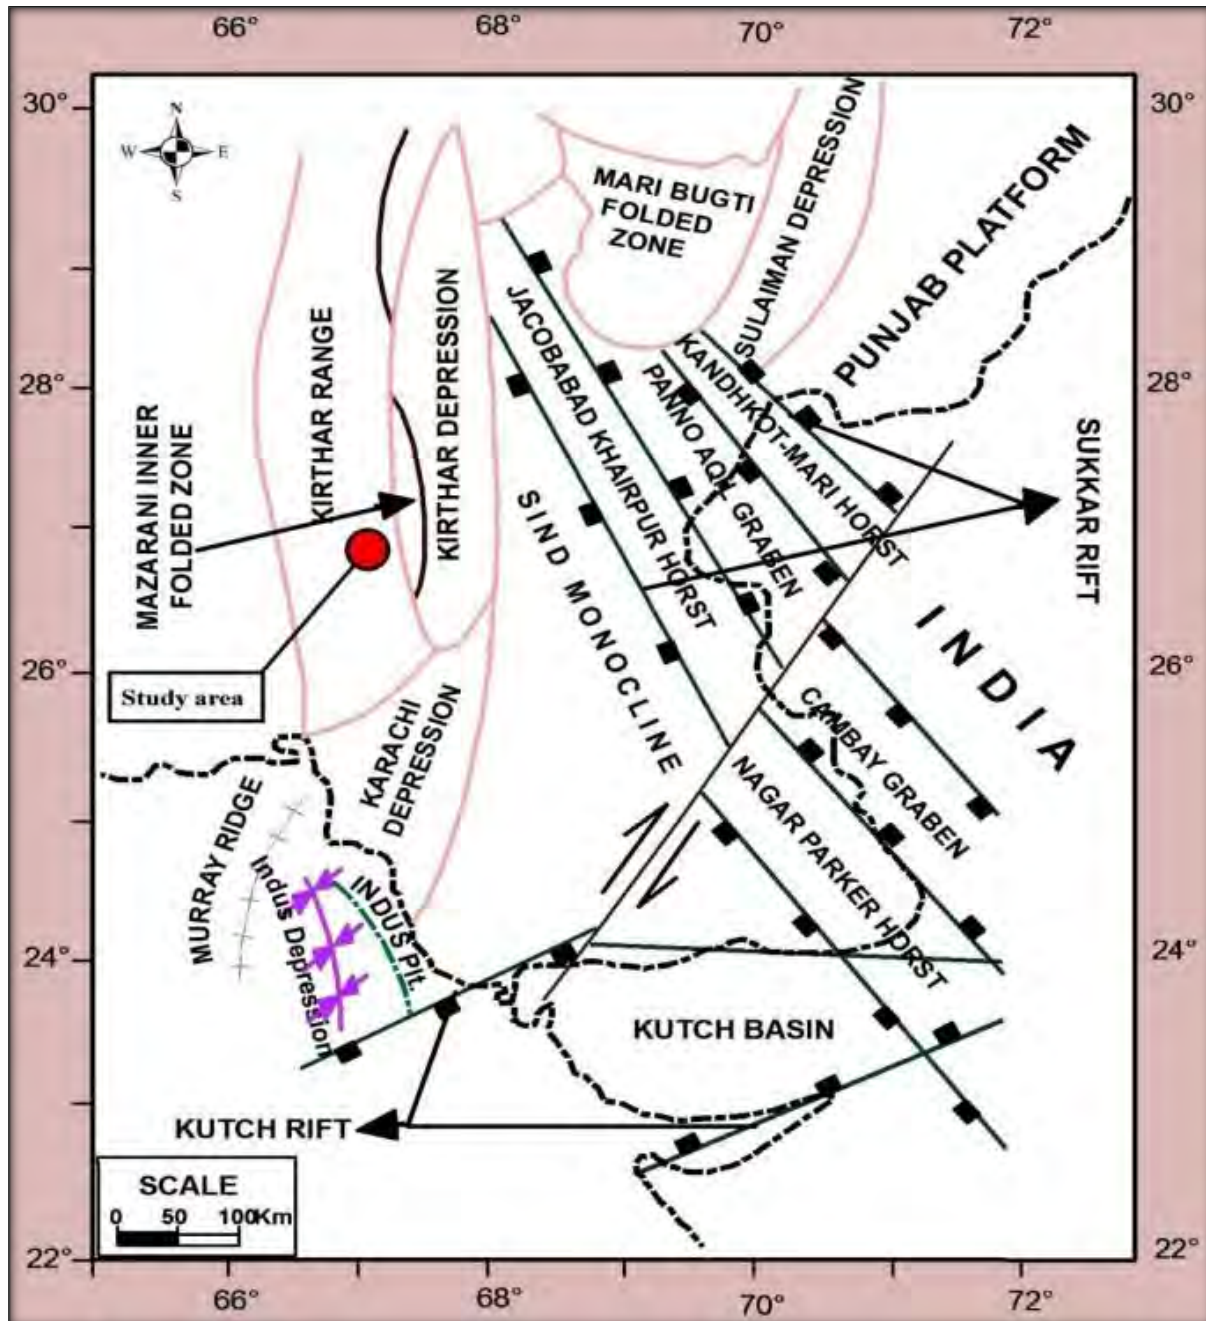 66° 68° 70° 72°
30° 30°
N
W E
S
MARI BUGTI
FOLDED
ZONE
SULAIMAN DEPRESSION
PUNJAB PLATFORM
28° 28°
KIRTHAR RANGE
KIRTHAR DEPRESSION
JACOBABAD KHAIRPUR HORST
PANNO AQIL GRABEN
KANDHKOT-MARI HORST
MAZARANI INNER
FOLDED ZONE
SUKKAR RIFT
SIND MONOCLINE
INDIA
26° 26°
Study area
KARACHI
DEPRESSION
CAMBAY GRABEN
NAGAR PARKER HORST
MURRAY RIDGE
Indus Depression
INDUS Plt.
24° 24°
KUTCH BASIN
KUTCH RIFT
SCALE
0 50 100Km
22° 22°
66° 68° 70° 72°